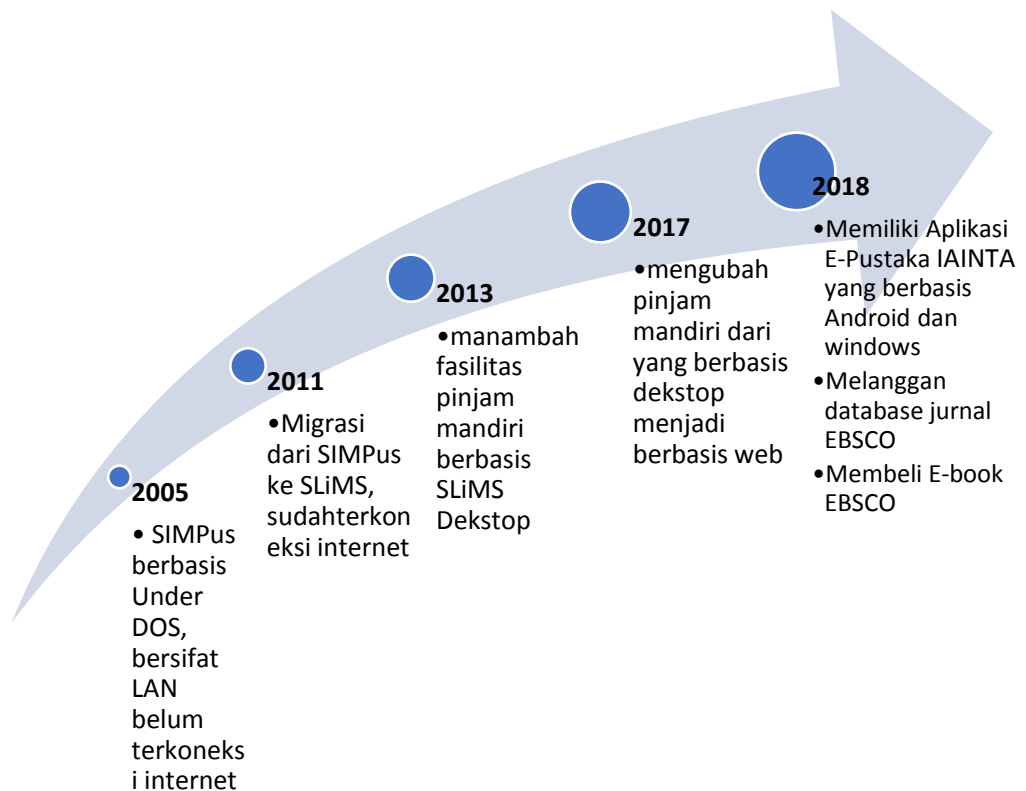 2005
• SIMPus
berbasis
Under
DOS,
bersifat
LAN
belum
terkoneks
i internet
2011
•Migrasi
dari SIMPus
ke SLiMS,
sudahterkon
eksi internet
2013
•manambah
fasilitas
pinjam
mandiri
berbasis
SLiMS
Dekstop
2017
•mengubah
pinjam
mandiri dari
yang berbasis
dekstop
menjadi
berbasis web
2018
•Memiliki Aplikasi
E-Pustaka IAINTA
yang berbasis
Android dan
windows
•Melanggan
database jurnal
EBSCO
•Membeli E-book
EBSCO